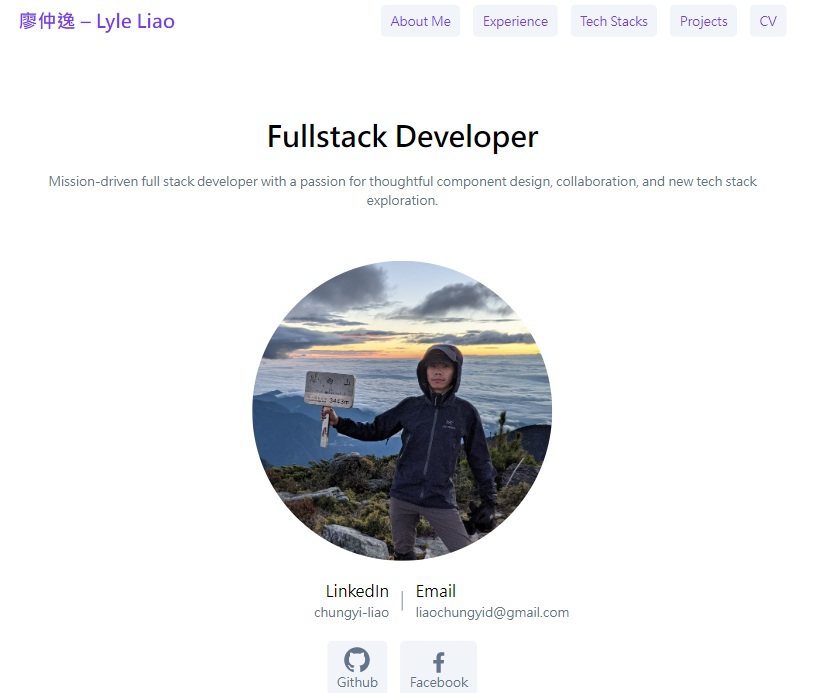 廖仲逸 – Lyle Liao
About Me
Experience
Tech Stacks
Projects
CV
Fullstack Developer
Mission-driven full stack developer with a passion for thoughtful component design, collaboration, and new tech stack
exploration.
LinkedIn
chungyi-liao
Email
liaochungyid@gmail.com
Github
Facebook